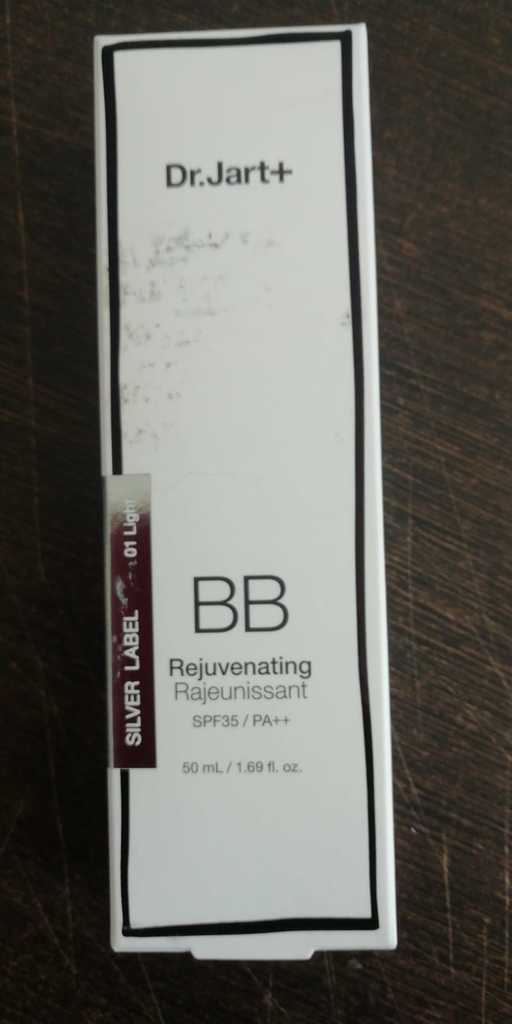 Dr.Jart+
SILVER LABEL
01 Light
BB
Rejuvenating
Rajeunissant
SPF35 / PA++
50 mL / 1.69 fl. oz.